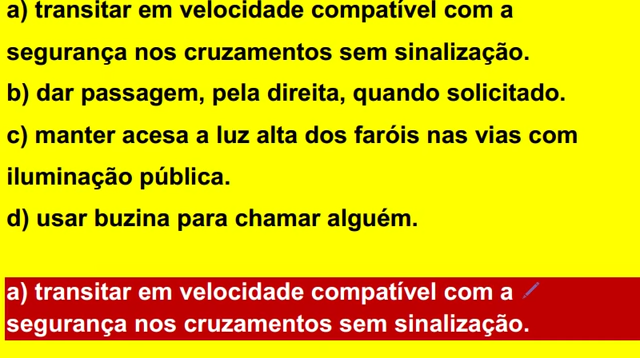 a) transitar em velocidade compatível com a
segurança nos cruzamentos sem sinalização.
b) dar passagem, pela direita, quando solicitado.
c) manter acesa a luz alta dos faróis nas vias com
iluminação pública.
d) usar buzina para chamar alguém.
a) transitar em velocidade compatível com a
segurança nos cruzamentos sem sinalização.